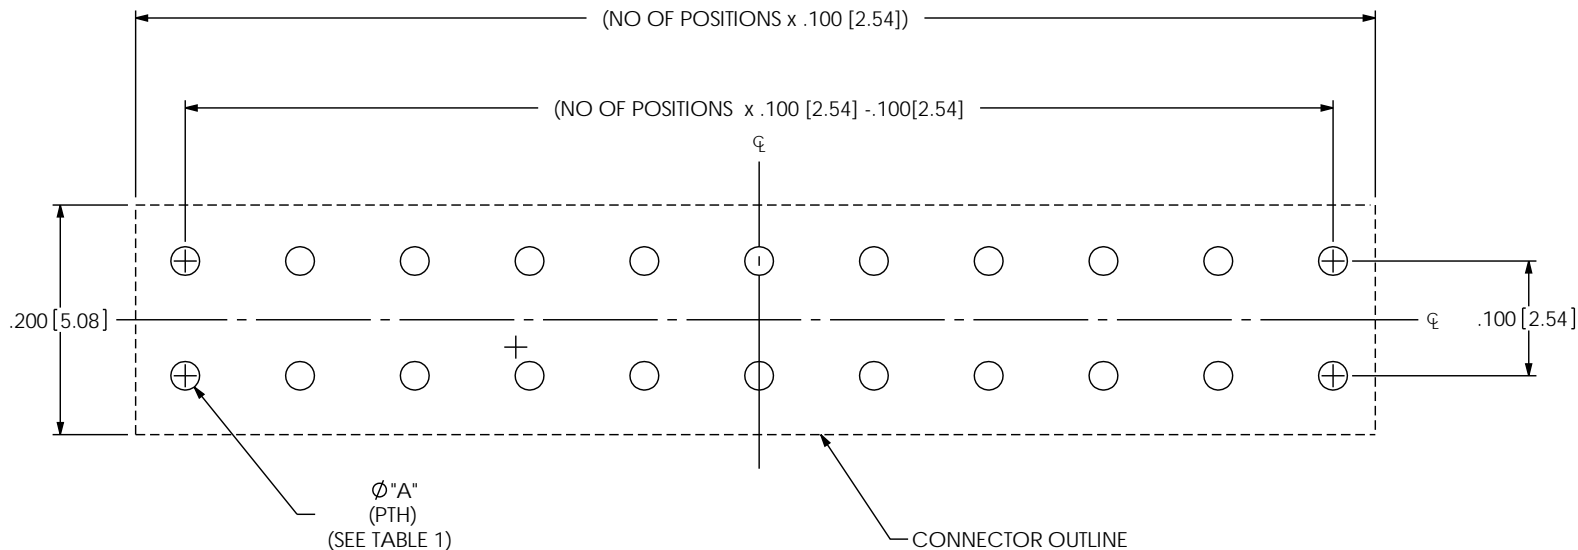 (NO OF POSITIONS x .100 [2.54])
(NO OF POSITIONS x .100 [2.54] -.100[2.54]
℄
.200 [5.08]
℄
.100 [2.54]
Ø "A"
(PTH)
(SEE TABLE 1)
CONNECTOR OUTLINE